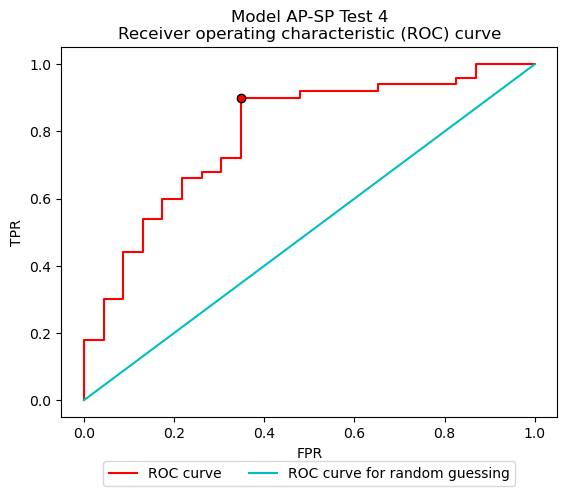 Model AP-SP Test 4
Receiver operating characteristic (ROC) curve
TPR
1.0
0.8
0.6
0.4
0.2
0.0
0.0 0.2 0.4 0.6 0.8 1.0
FPR
ROC curve ROC curve for random guessing